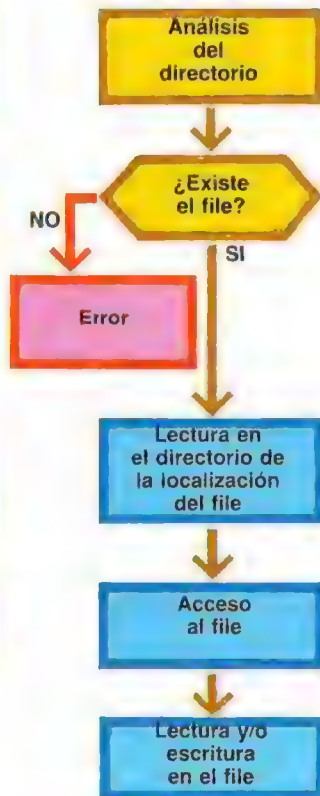 Análisis
del
directorio
¿Existe
el file?
NO
SI
Error
Lectura en
el directorio de
la localización
del file
Acceso
al file
Lectura y/o
escritura
en el file